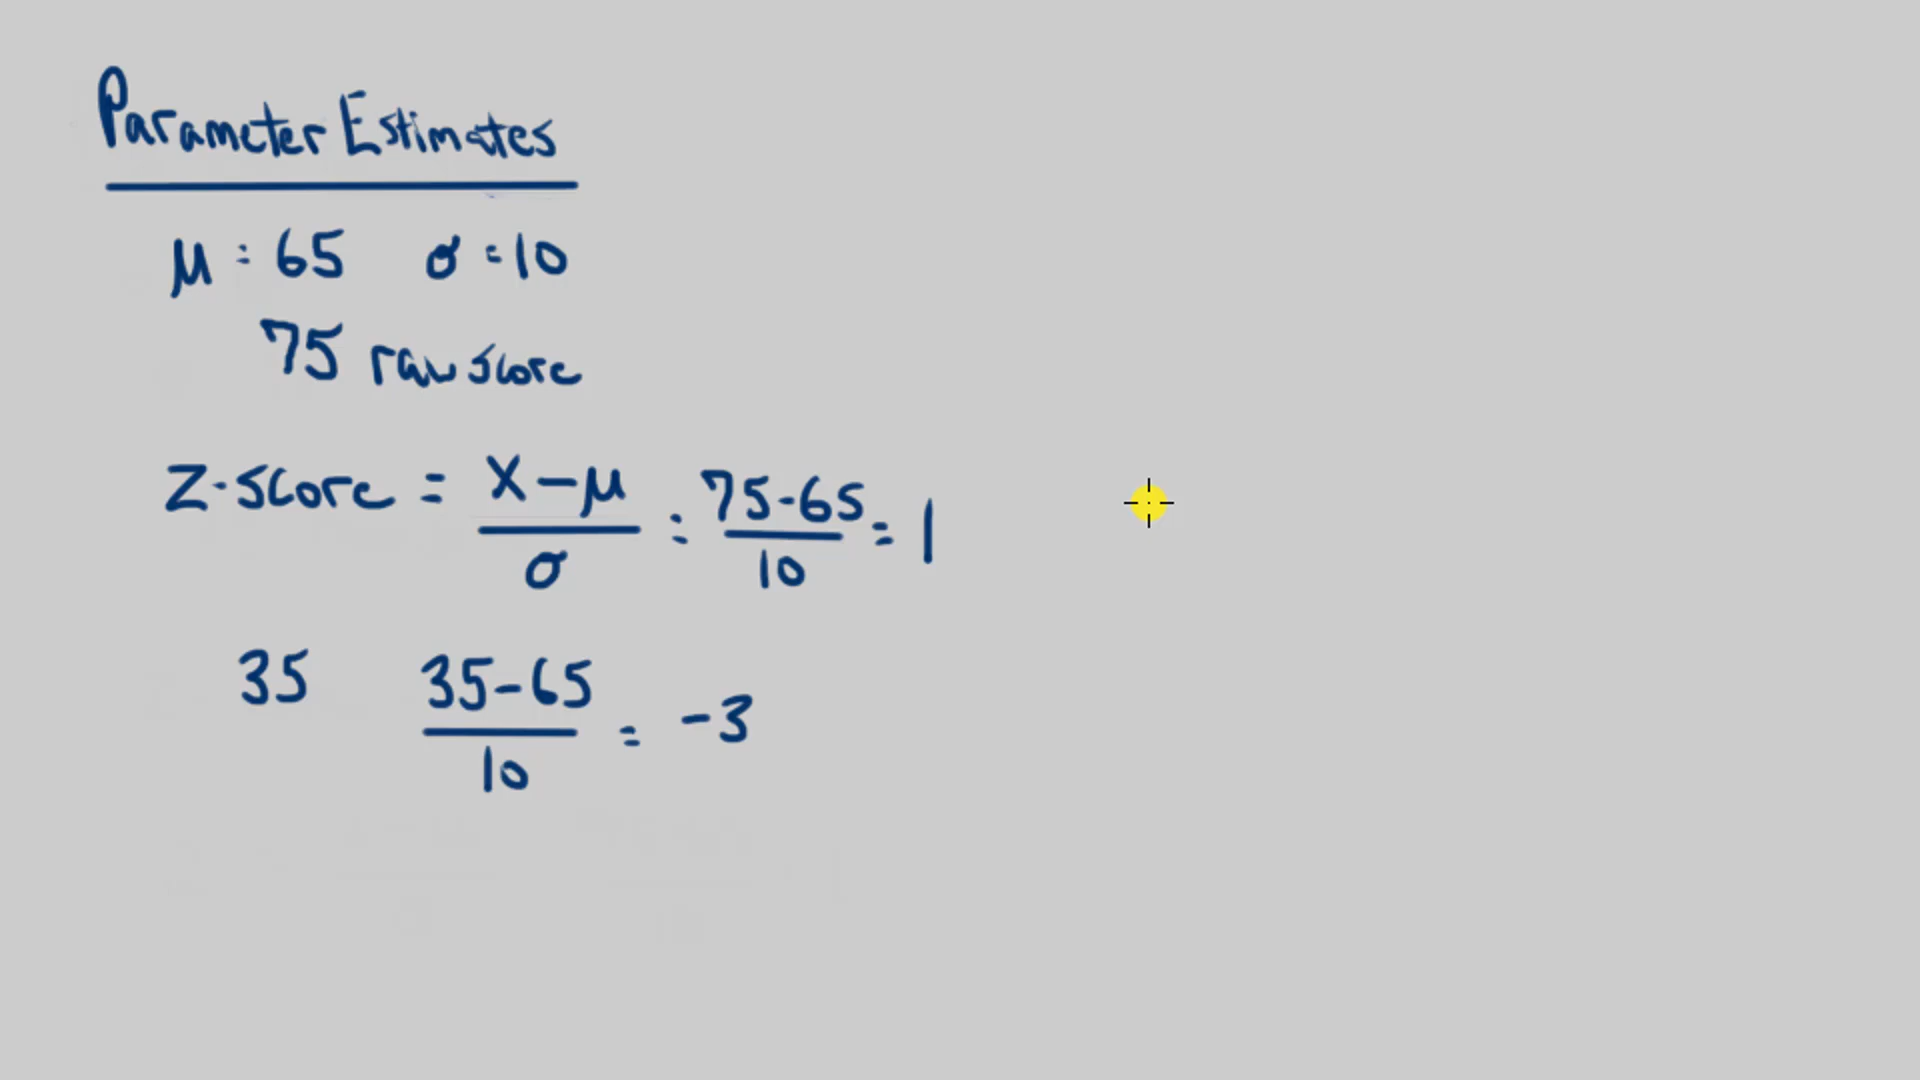 Parameter Estimates
μ = 65 σ = 10
75 raw score
Z-score = X-μ/σ = 75-65/10 = 1
35 35-65/10 = -3